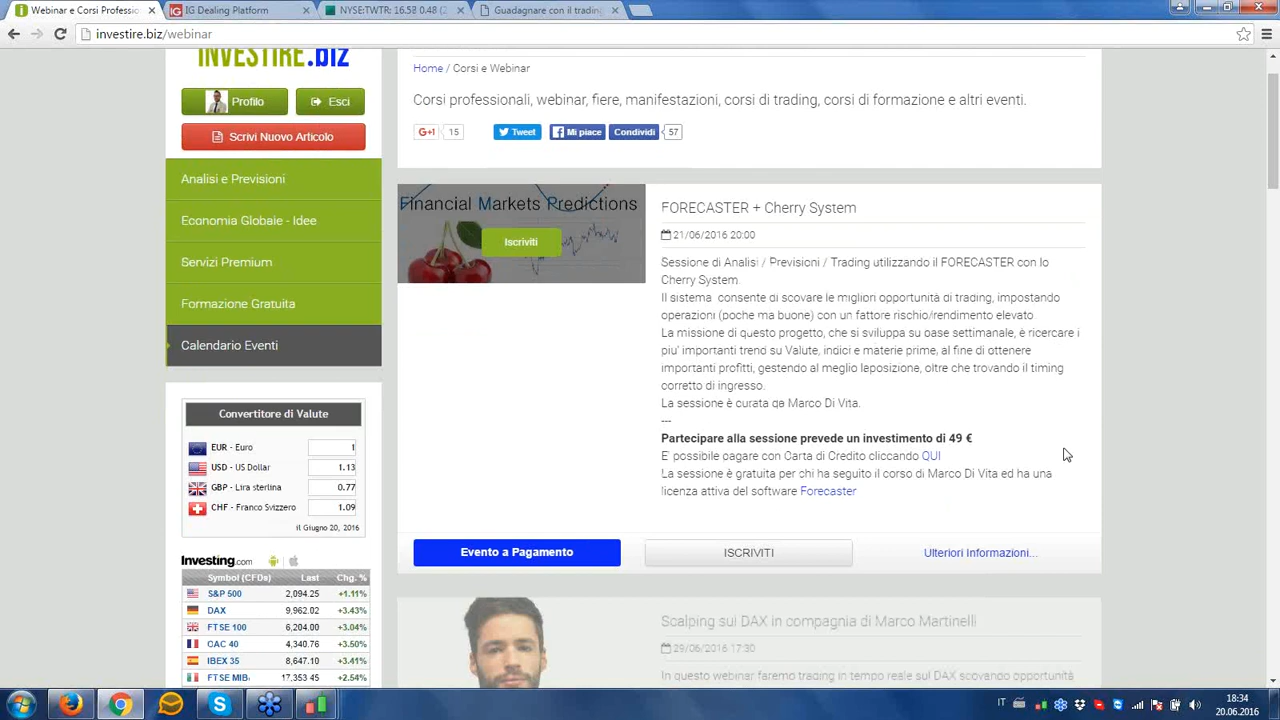 Webinar e Corsi Professio
IG Dealing Platform
NYSE:TWTR: 16.58 0.48 (2
Guadagnare con il trading
investire.biz/webinar
INVESTIRE.BIZ
Profilo
Esci
Scrivi Nuovo Articolo
Analisi e Previsioni
Economia Globale - Idee
Servizi Premium
Formazione Gratuita
Calendario Eventi
Convertitore di Valute
EUR - Euro 1
USD - US Dollar 1.13
GBP - Lira sterlina 0.77
CHF - Franco Svizzero 1.09
il Giugno 20, 2016
Investing.com
Symbol (CFDs) Last Chg. %
S&P 500 2,094.25 +1.11%
DAX 9,962.02 +3.43%
FTSE 100 6,204.00 +3.04%
CAC 40 4,340.76 +3.50%
IBEX 35 8,647.10 +3.41%
FTSE MIB 17,353.45 +2.54%
Home / Corsi e Webinar
Corsi professionali, webinar, fiere, manifestazioni, corsi di trading, corsi di formazione e altri eventi.
G+1 15 Tweet Mi piace Condividi 57
Financial Markets Predictions
Iscriviti
FORECASTER + Cherry System
21/06/2016 20:00
Sessione di Analisi / Previsioni / Trading utilizzando il FORECASTER con lo
Cherry System.
Il sistema consente di scovare le migliori opportunità di trading, impostando
operazioni (poche ma buone) con un fattore rischio/rendimento elevato
La missione di questo progetto, che si sviluppa su base settimanale, è ricercare i
piu' importanti trend su Valute, indici e materie prime, al fine di ottenere
importanti profitti, gestendo al meglio l'eposizione, oltre che trovando il timing
corretto di ingresso.
La sessione è curata da Marco Di Vita.
---
Partecipare alla sessione prevede un investimento di 49 €
E' possibile pagare con Carta di Credito cliccando QUI
La sessione è gratuita per chi ha seguito il corso di Marco Di Vita ed ha una
licenza attiva del software Forecaster
Evento a Pagamento
ISCRIVITI
Ulteriori Informazioni...
Scalping sul DAX in compagnia di Marco Martinelli
29/06/2016 17:30
In questo webinar faremo trading in tempo reale sul DAX scovando opportunità
IT
18:34
20.06.2016